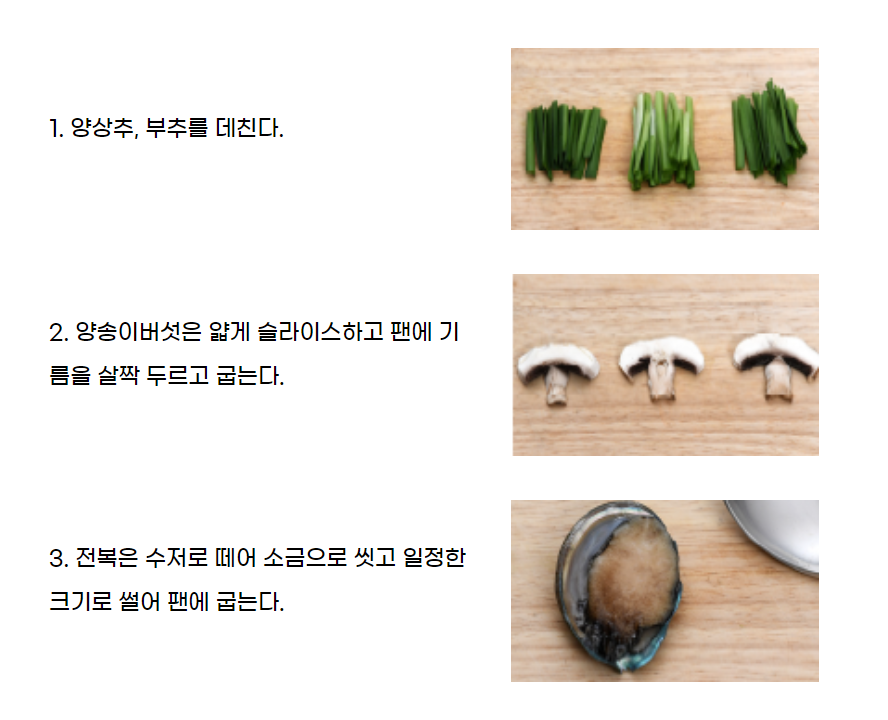 1. 양상추, 부추를 데친다.
2. 양송이버섯은 얇게 슬라이스하고 팬에 기
름을 살짝 두르고 굽는다.
3. 전복은 수저로 떼어 소금으로 씻고 일정한
크기로 썰어 팬에 굽는다.